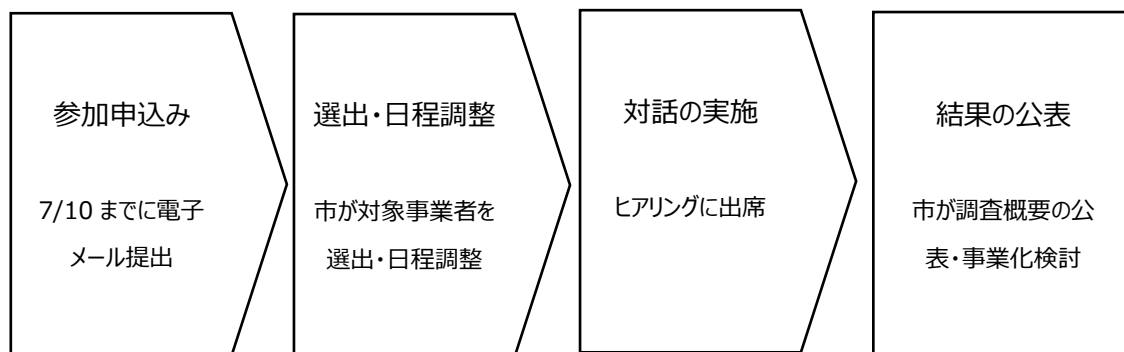 参加申込み
7/10 までに電子
メール提出
選出・日程調整
市が対象事業者を
選出・日程調整
対話の実施
ヒアリングに出席
結果の公表
市が調査概要の公
表・事業化検討